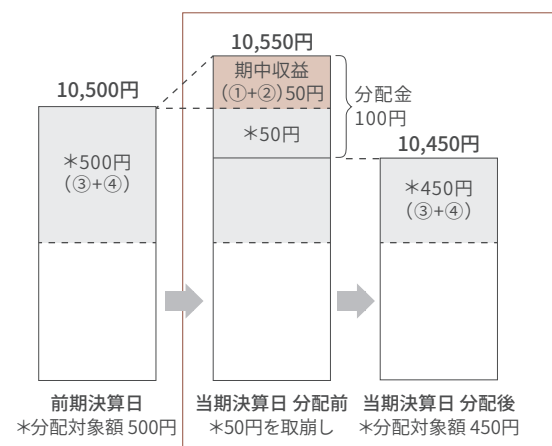 10,500円
＊500円
（③+④）
前期決算日
＊分配対象額 500円
10,550円
期中収益
（①+②）50円
＊50円
分配金
100円
当期決算日 分配前
＊50円を取崩し
10,450円
＊450円
（③+④）
当期決算日 分配後
＊分配対象額 450円